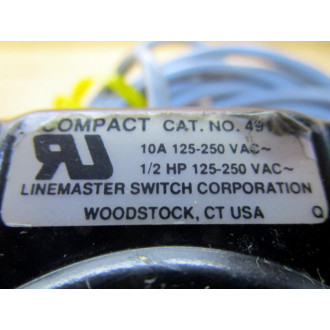 COMPACT CAT. NO. 491
10A 125-250 VAC~
1/2 HP 125-250 VAC~
LINEMASTER SWITCH CORPORATION
WOODSTOCK, CT USA Q